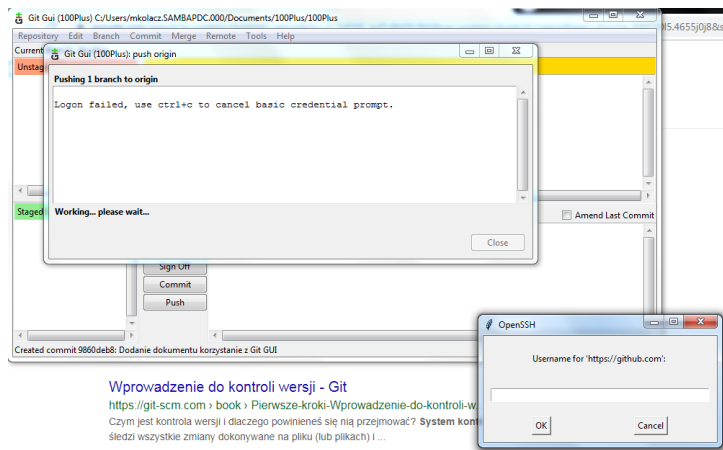 Git Gui (100Plus) C:/Users/mkolacz.SAMBAPDC.000/Documents/100Plus/100Plus
Repository Edit Branch Commit Merge Remote Tools Help
Current
Git Gui (100Plus): push origin
Unstag
Pushing 1 branch to origin
Logon failed, use ctrl+c to cancel basic credential prompt.
Staged
Working... please wait...
Amend Last Commit
Close
Sign Off
Commit
Push
Created commit 9860deb8: Dodanie dokumentu korzystanie z Git GUI
OpenSSH
Username for 'https://github.com':
OK Cancel
Wprowadzenie do kontroli wersji - Git
https://git-scm.com › book › Pierwsze-kroki-Wprowadzenie-do-kontroli-w
Czym jest kontrola wersji i dlaczego powinieneś się nią przejmować? System kont
śledzi wszystkie zmiany dokonywane na pliku (lub plikach) i ...